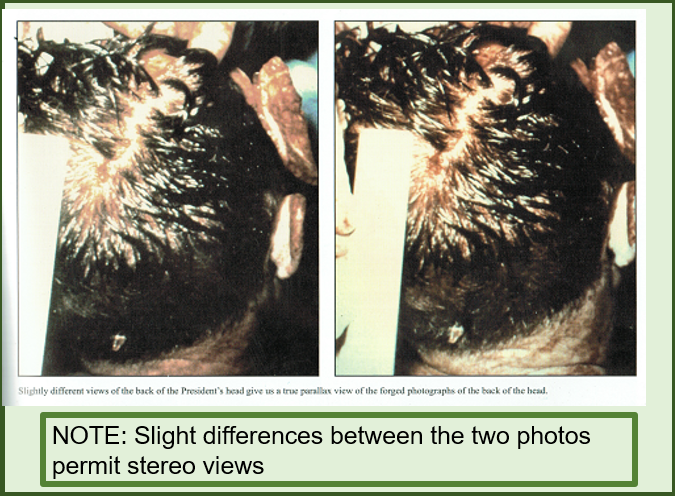 Slightly different views of the back of the President's head give us a true parallax view of the forged photographs of the back of the head.
NOTE: Slight differences between the two photos
permit stereo views